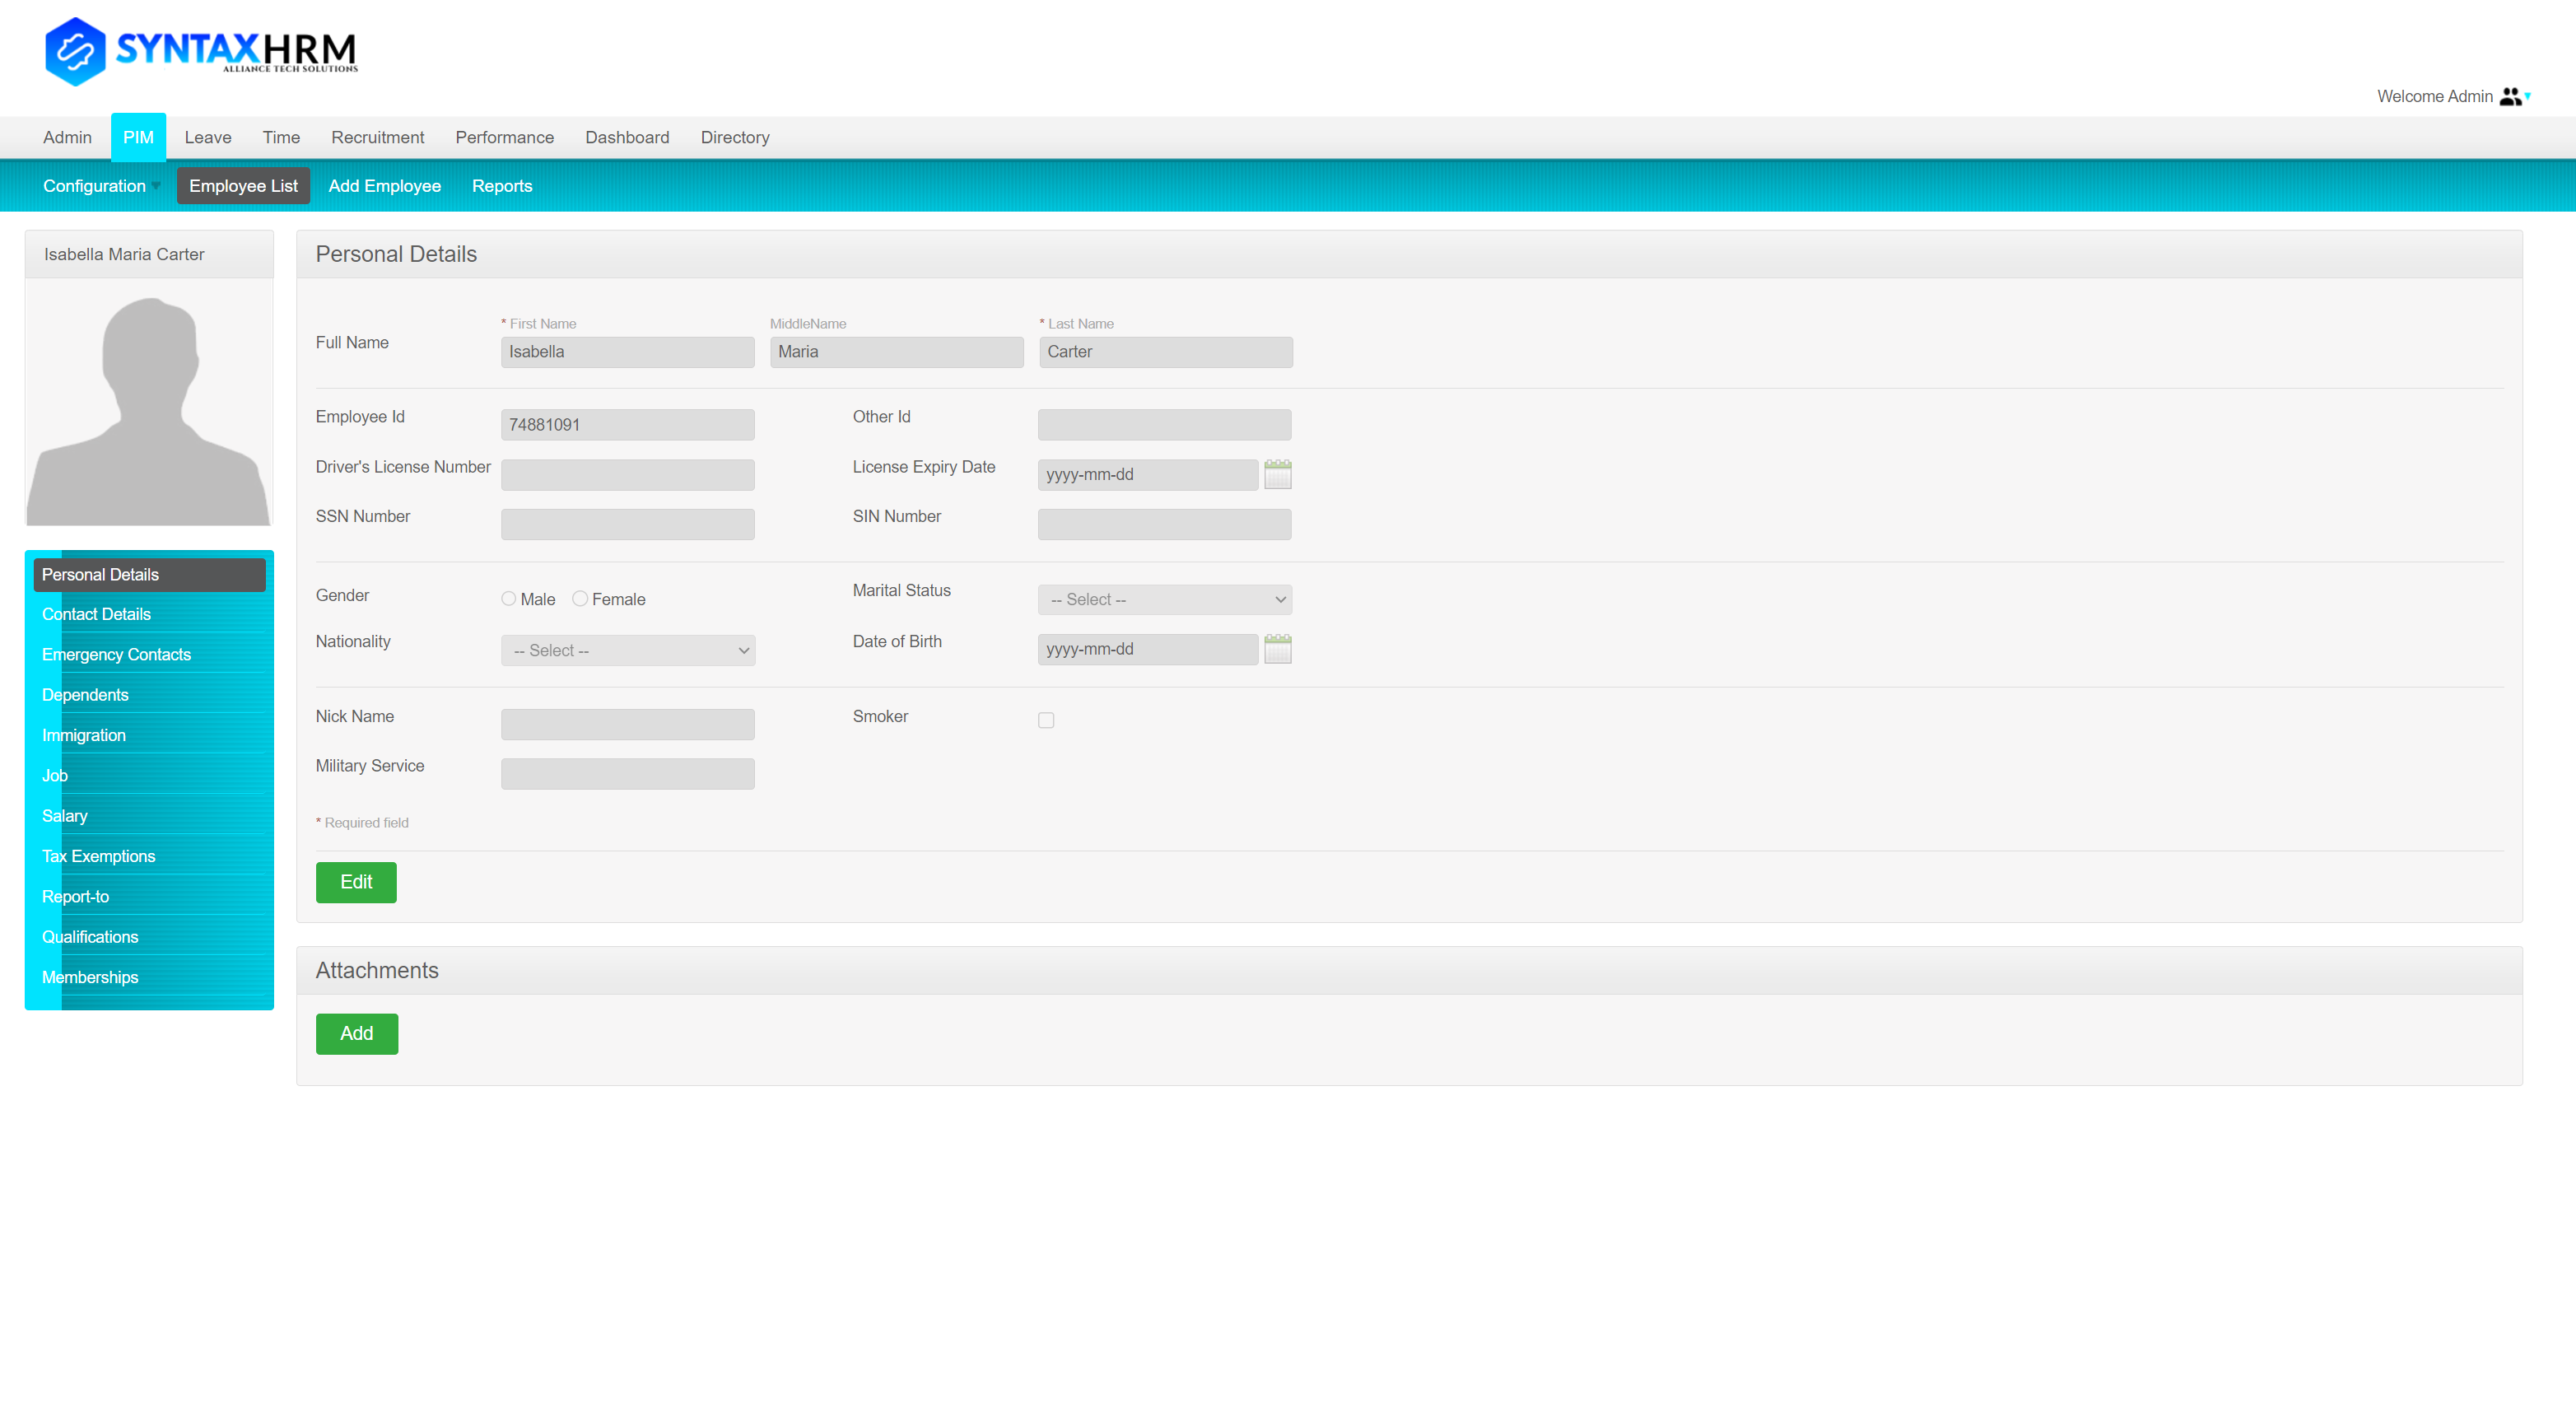 SYNTAXHRM
ALLIANCE TECH SOLUTIONS
Welcome Admin
Admin PIM Leave Time Recruitment Performance Dashboard Directory
Configuration Employee List Add Employee Reports
Isabella Maria Carter
Personal Details
Contact Details
Emergency Contacts
Dependents
Immigration
Job
Salary
Tax Exemptions
Report-to
Qualifications
Memberships
Personal Details
* First Name MiddleName * Last Name
Full Name Isabella Maria Carter
Employee Id 74881091 Other Id
Driver's License Number License Expiry Date yyyy-mm-dd
SSN Number SIN Number
Gender Male Female Marital Status -- Select --
Nationality -- Select -- Date of Birth yyyy-mm-dd
Nick Name Smoker
Military Service
* Required field
Edit
Attachments
Add